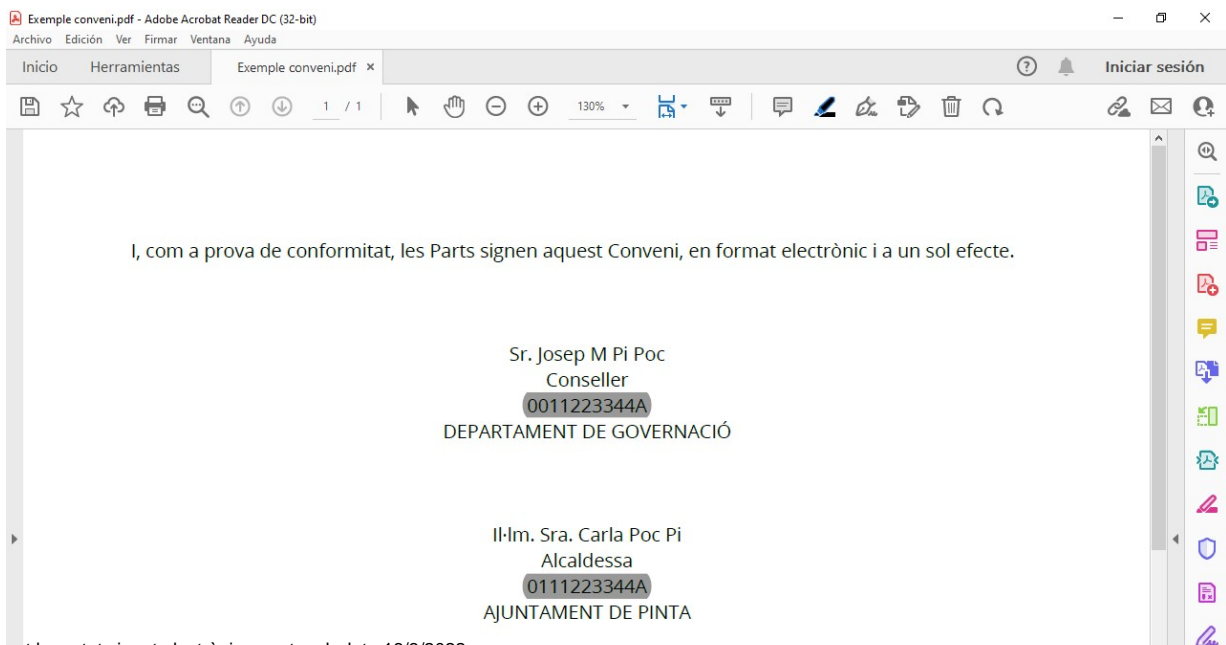 Exemple conveni.pdf - Adobe Acrobat Reader DC (32-bit)
Archivo Edición Ver Firmar Ventana Ayuda
Inicio Herramientas Exemple conveni.pdf × Iniciar sesión
1 / 1 130%
I, com a prova de conformitat, les Parts signen aquest Conveni, en format electrònic i a un sol efecte.
Sr. Josep M Pi Poc
Conseller
0011223344A
DEPARTAMENT DE GOVERNACIÓ
Il·lm. Sra. Carla Poc Pi
Alcaldessa
0111223344A
AJUNTAMENT DE PINTA